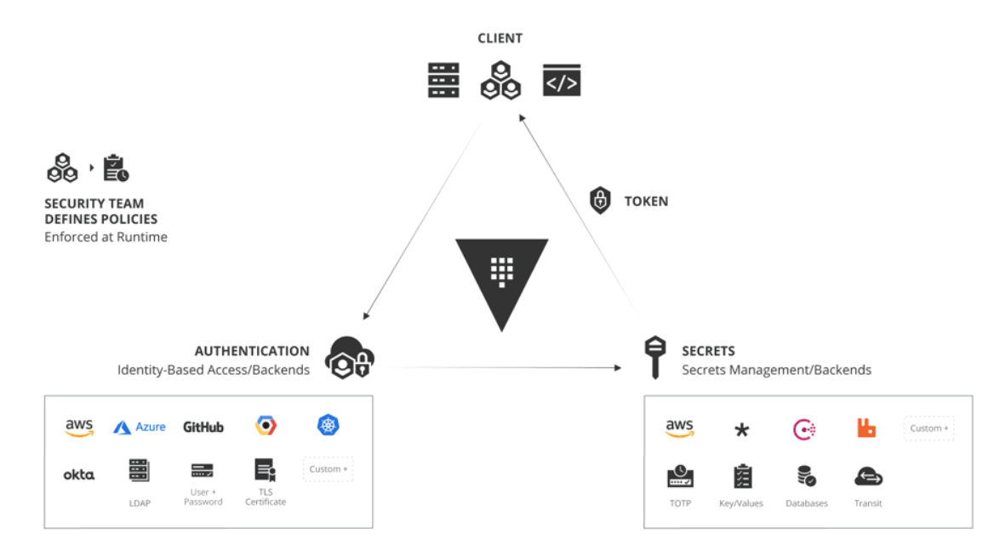 CLIENT
</>
SECURITY TEAM
DEFINES POLICIES
Enforced at Runtime
TOKEN
AUTHENTICATION
Identity-Based Access/Backends
SECRETS
Secrets Management/Backends
aws
Azure
GitHub
okta
LDAP
User +
Password
TLS
Certificate
Custom +
aws
Custom +
TOTP
Key/Values
Databases
Transit